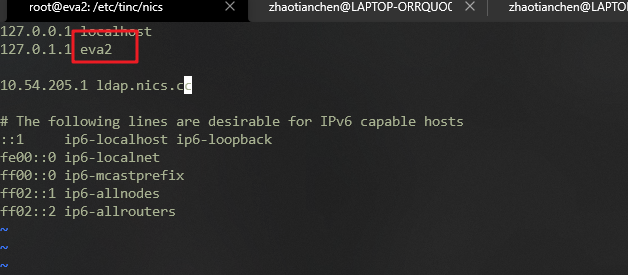 root@eva2: /etc/tinc/nics
zhaotianchen@LAPTOP-ORRQUOC
zhaotianchen@LAPTO
127.0.0.1 localhost
127.0.1.1 eva2
10.54.205.1 ldap.nics.cc
# The following lines are desirable for IPv6 capable hosts
::1     ip6-localhost ip6-loopback
fe00::0 ip6-localnet
ff00::0 ip6-mcastprefix
ff02::1 ip6-allnodes
ff02::2 ip6-allrouters
~
~
~